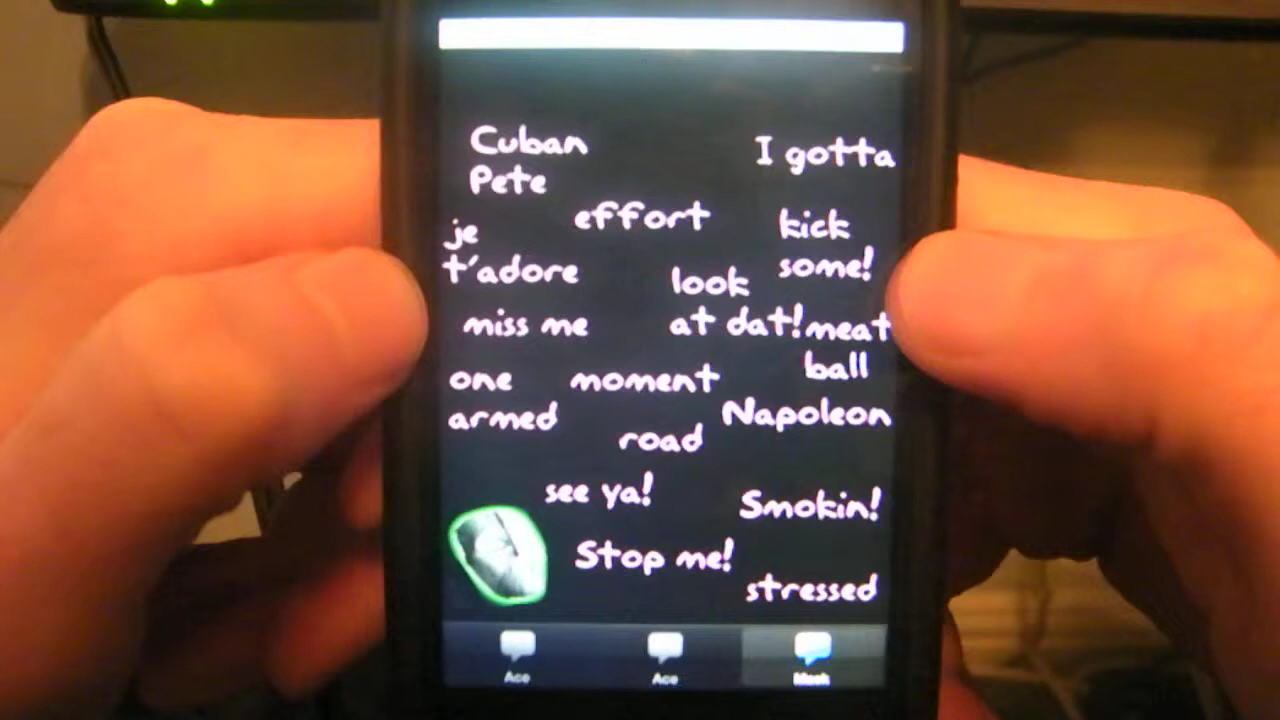 Cuban
Pete
I gotta
effort
je
t'adore
kick
some!
look
at dat!
miss me
meat
ball
one
armed
moment
Napoleon
road
see ya!
Smokin!
Stop me!
stressed
Ace
Ace
Mask